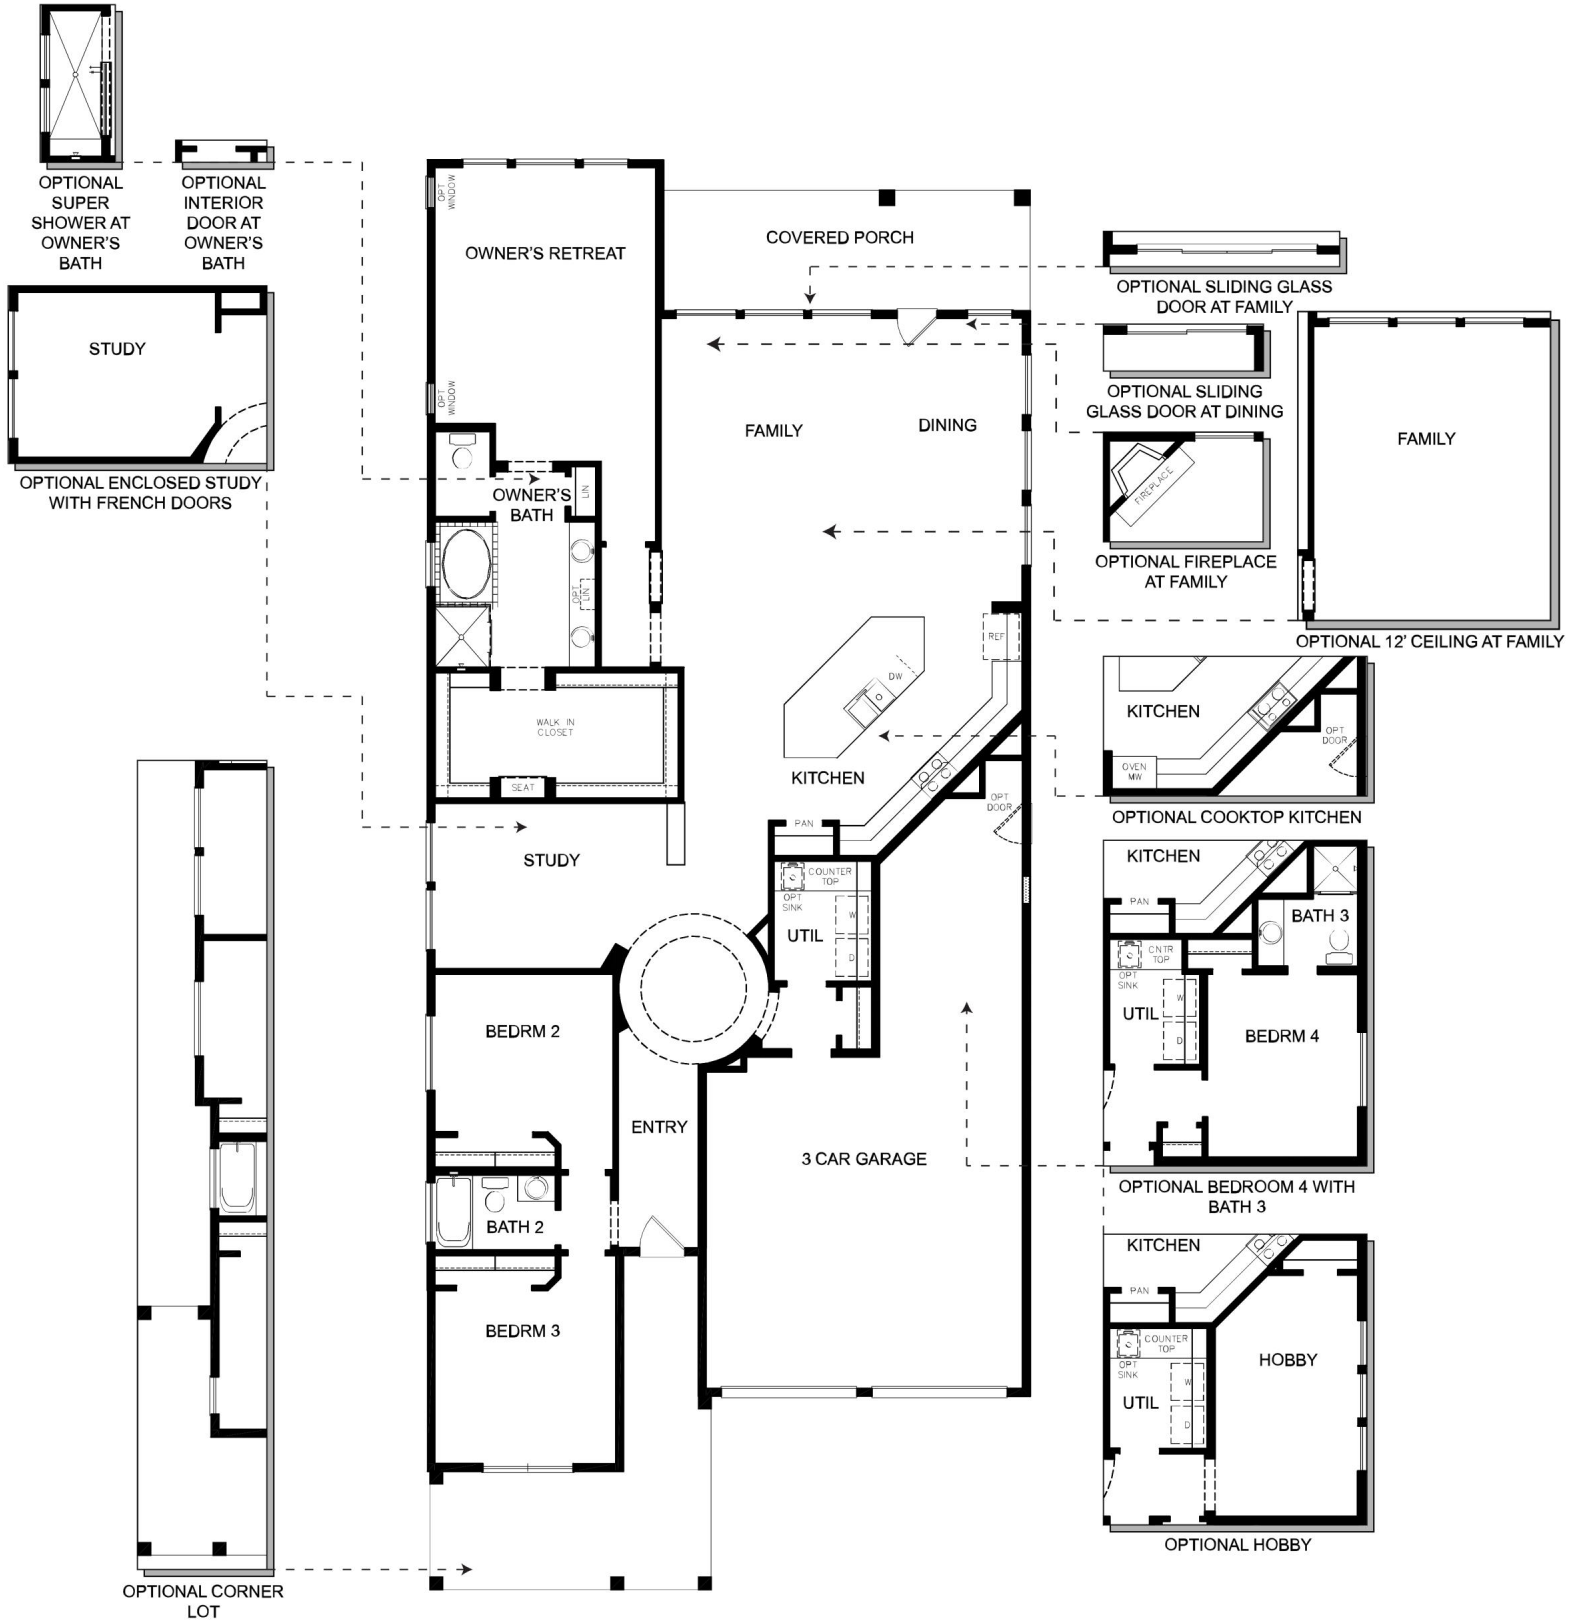 OPTIONAL
SUPER
SHOWER AT
OWNER'S
BATH
OPTIONAL
INTERIOR
DOOR AT
OWNER'S
BATH
STUDY
OPTIONAL ENCLOSED STUDY
WITH FRENCH DOORS
OPTIONAL CORNER
LOT
OPT
WINDOW
OWNER'S RETREAT
OPT
WINDOW
COVERED PORCH
FAMILY
DINING
OWNER'S
BATH
LIN
OPT
LIN
REF
DW
WALK IN
CLOSET
SEAT
KITCHEN
OPT
DOOR
PAN
STUDY
COUNTER
TOP
OPT
SINK
W
UTIL
D
BEDRM 2
ENTRY
3 CAR GARAGE
BATH 2
BEDRM 3
OPTIONAL SLIDING GLASS
DOOR AT FAMILY
OPTIONAL SLIDING
GLASS DOOR AT DINING
FIREPLACE
OPTIONAL FIREPLACE
AT FAMILY
FAMILY
OPTIONAL 12' CEILING AT FAMILY
KITCHEN
OPT
DOOR
OVEN
MW
OPTIONAL COOKTOP KITCHEN
KITCHEN
PAN
BATH 3
CNTR
TOP
OPT
SINK
W
UTIL
D
BEDRM 4
OPTIONAL BEDROOM 4 WITH
BATH 3
KITCHEN
PAN
COUNTER
TOP
OPT
SINK
HOBBY
W
UTIL
D
OPTIONAL HOBBY